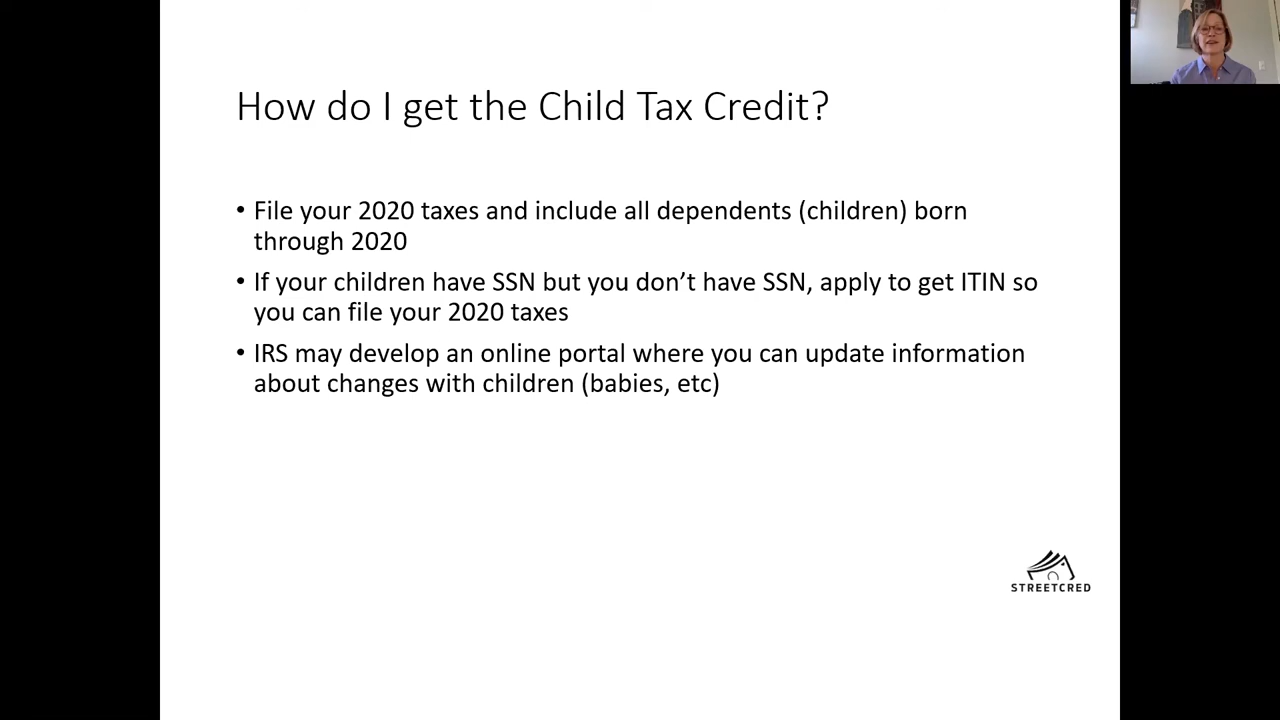 How do I get the Child Tax Credit?
• File your 2020 taxes and include all dependents (children) born
through 2020
• If your children have SSN but you don’t have SSN, apply to get ITIN so
you can file your 2020 taxes
• IRS may develop an online portal where you can update information
about changes with children (babies, etc)
STREETCRED